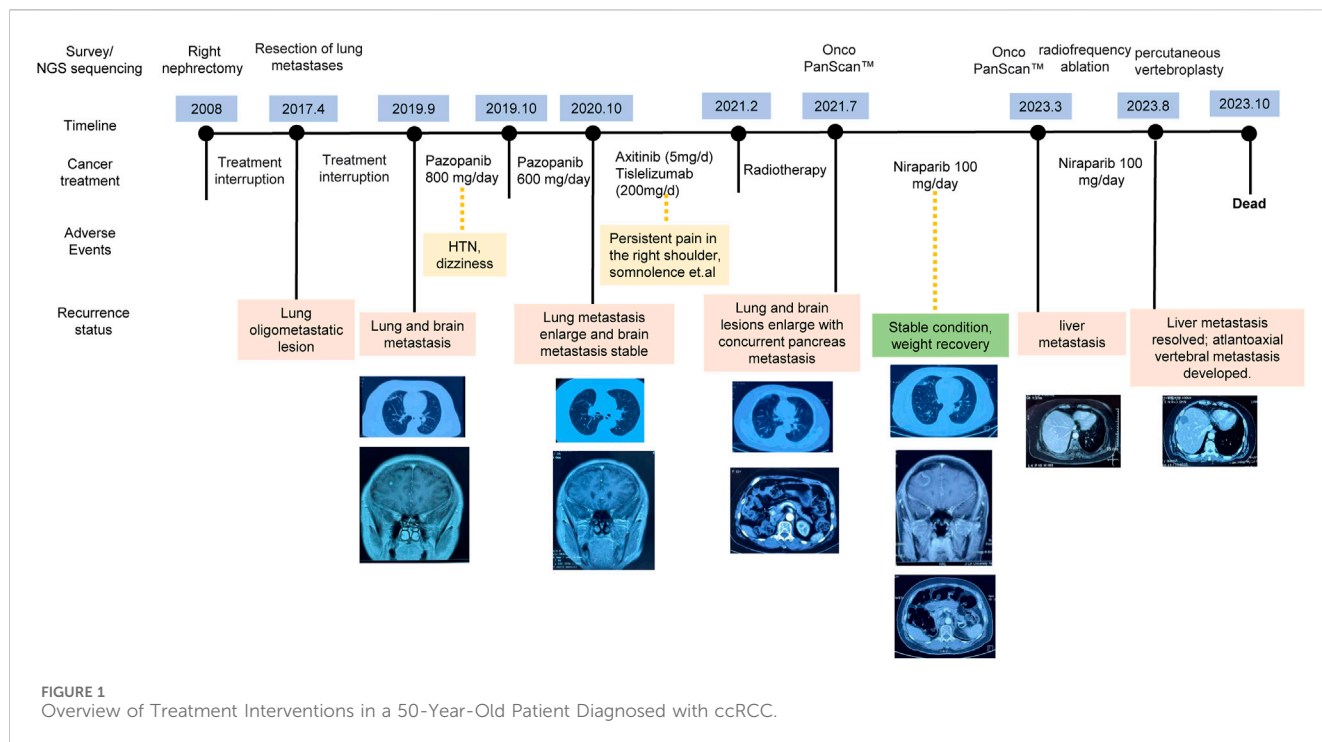 Survey/
NGS sequencing
Right
nephrectomy
Resection of lung
metastases
Onco
PanScan™
Onco
PanScan™
radiofrequency
ablation
percutaneous
vertebroplasty
Timeline
2008
2017.4
2019.9
2019.10
2020.10
2021.2
2021.7
2023.3
2023.8
2023.10
Cancer
treatment
Treatment
interruption
Treatment
interruption
Pazopanib
800 mg/day
Pazopanib
600 mg/day
Axitinib (5mg/d)
Tislelizumab
(200mg/d)
Radiotherapy
Niraparib 100
mg/day
Niraparib 100
mg/day
Dead
Adverse
Events
HTN,
dizziness
Persistent pain in
the right shoulder,
somnolence et.al
Recurrence
status
Lung
oligometastatic
lesion
Lung and brain
metastasis
Lung metastasis
enlarge and brain
metastasis stable
Lung and brain
lesions enlarge with
concurrent pancreas
metastasis
Stable condition,
weight recovery
liver
metastasis
Liver metastasis
resolved; atlantoaxial
vertebral metastasis
developed.
FIGURE 1
Overview of Treatment Interventions in a 50-Year-Old Patient Diagnosed with ccRCC.